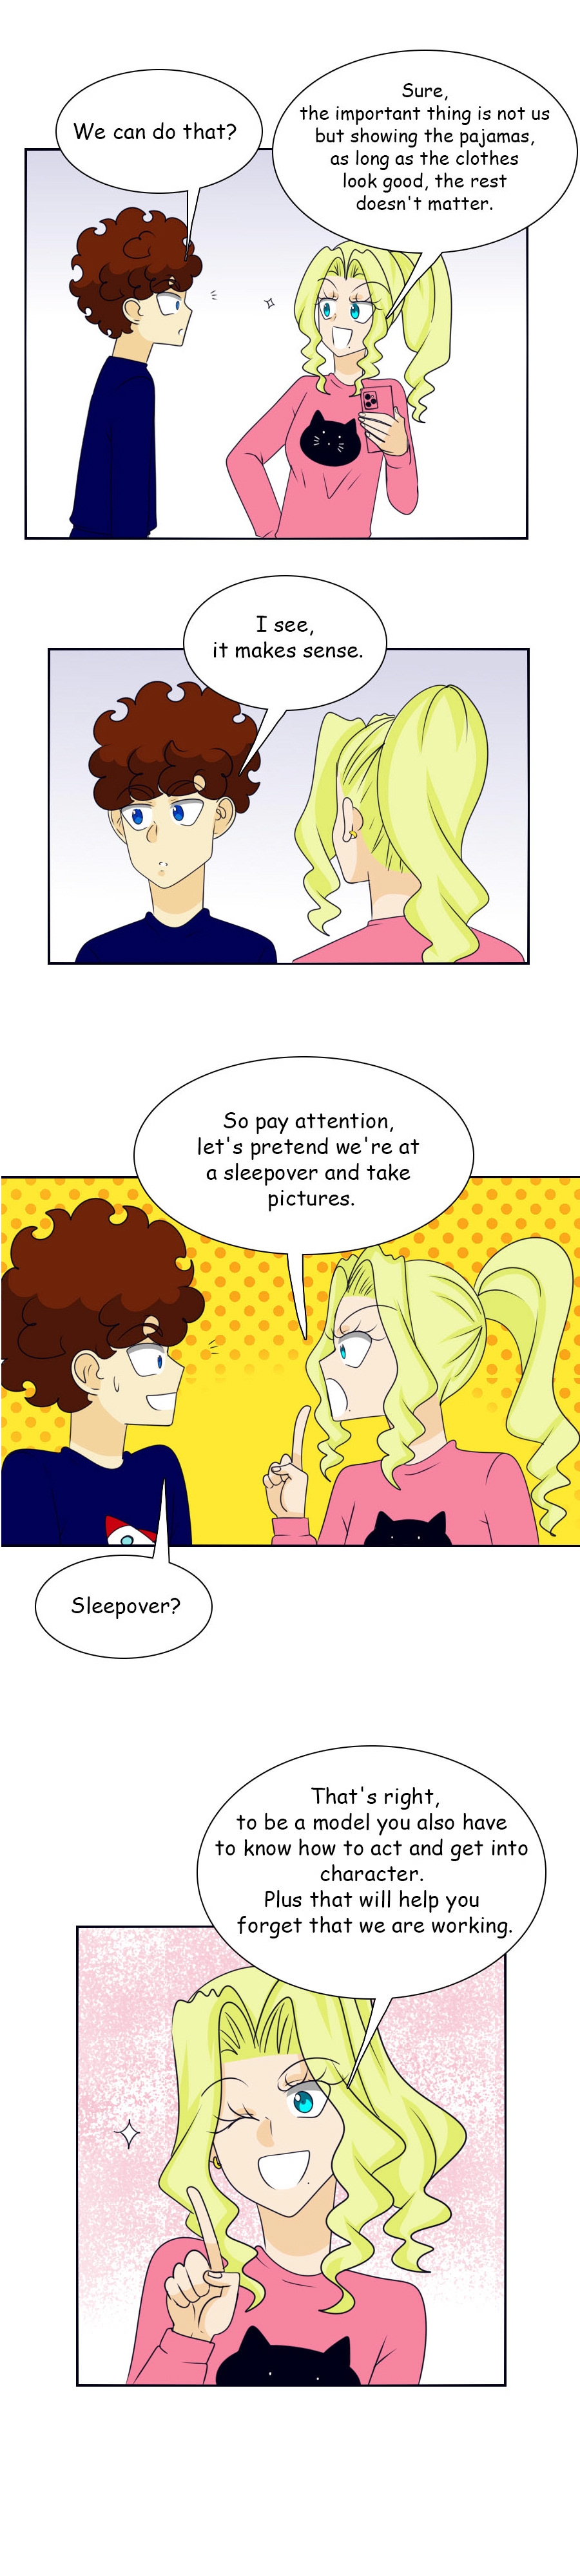 We can do that?
Sure,
the important thing is not us
but showing the pajamas,
as long as the clothes
look good, the rest
doesn't matter.
I see,
it makes sense.
So pay attention,
let's pretend we're at
a sleepover and take
pictures.
Sleepover?
That's right,
to be a model you also have
to know how to act and get into
character.
Plus that will help you
forget that we are working.